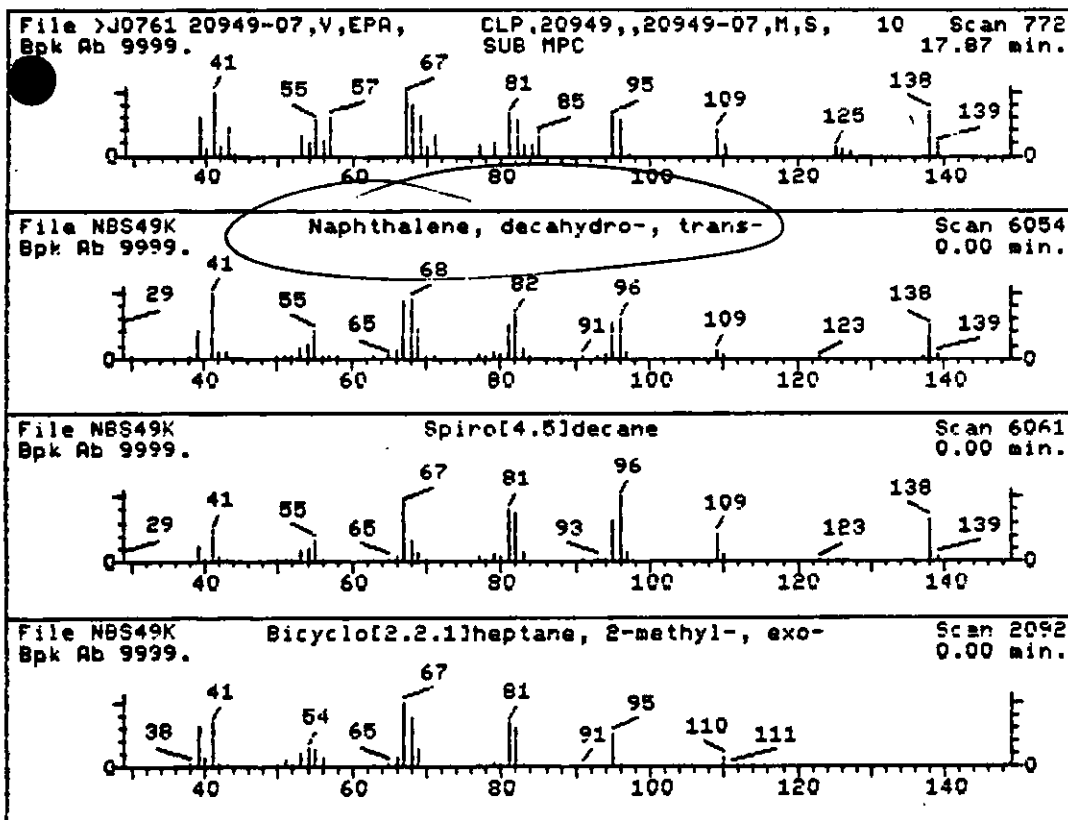 File >J0761 20949-07,V,EPA, CLP,20949,,20949-07,M,S, 10 Scan 772
Bpk Ab 9999. SUB MPC 17.87 min.
41 55 57 67 81 85 95 109 125 138 139
0 0
40 60 80 100 120 140
File NBS49K Naphthalene, decahydro-, trans- Scan 6054
Bpk Ab 9999. 0.00 min.
29 41 55 65 68 82 91 96 109 123 138 139
0 0
40 60 80 100 120 140
File NBS49K Spiro[4.5]decane Scan 6061
Bpk Ab 9999. 0.00 min.
29 41 55 65 67 81 93 96 109 123 138 139
0 0
40 60 80 100 120 140
File NBS49K Bicyclo[2.2.1]heptane, 2-methyl-, exo- Scan 2092
Bpk Ab 9999. 0.00 min.
38 41 54 65 67 81 91 95 110 111
0 0
40 60 80 100 120 140